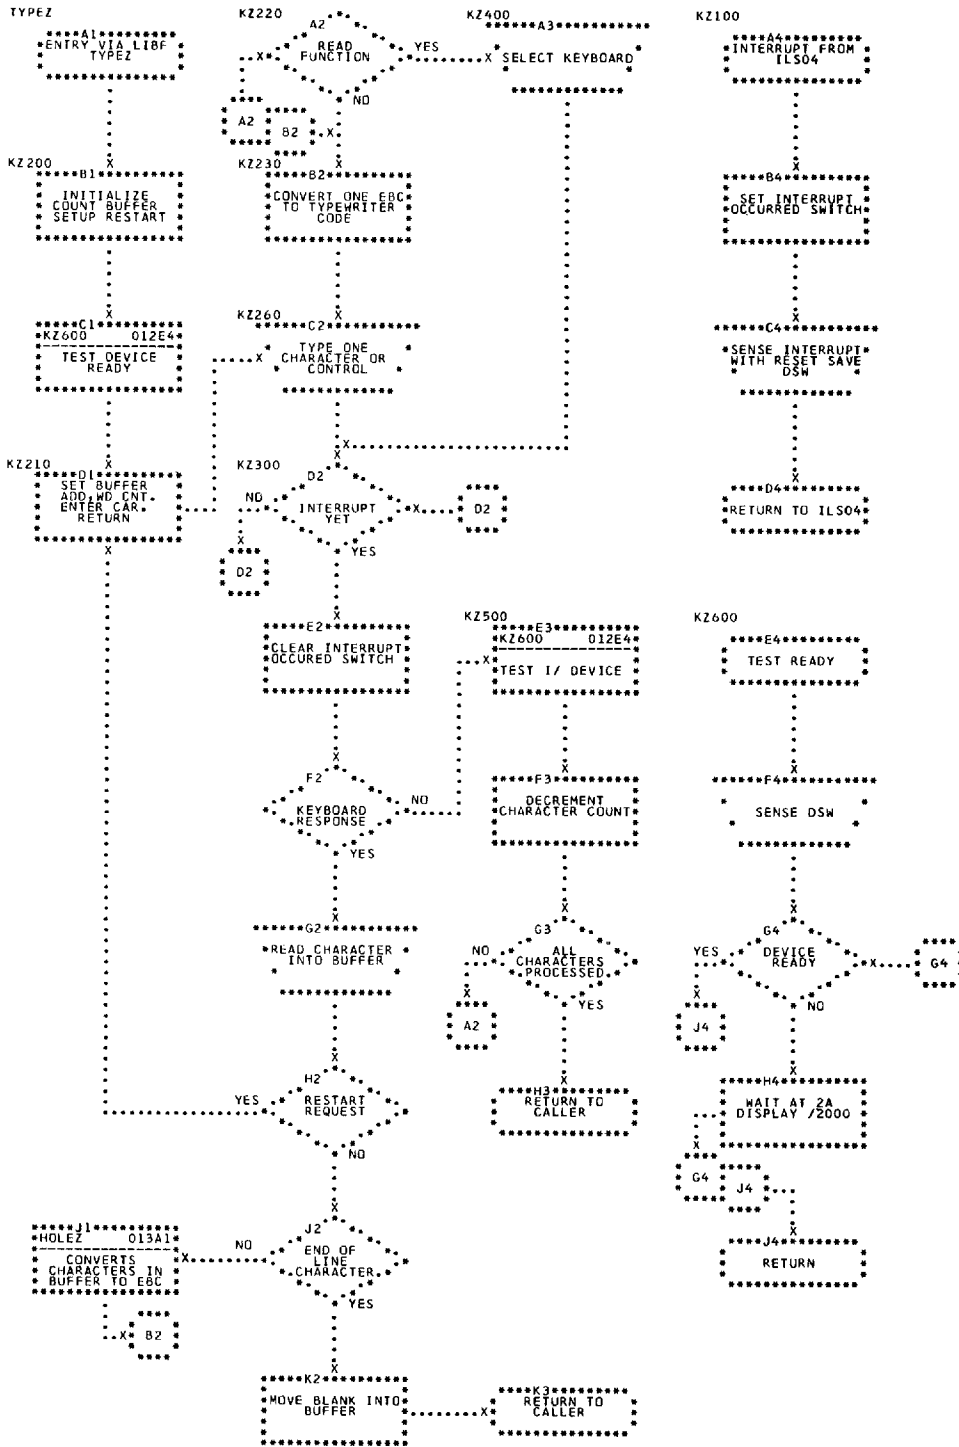 TYPEZ
A1
ENTRY VIA LIBF
TYPEZ
KZ200
B1
INITIALIZE
COUNT BUFFER
SETUP RESTART
C1
KZ600 012E4
TEST DEVICE
READY
KZ210
D1
SET BUFFER
ADD,WD CNT.
ENTER CAR.
RETURN
J1
HOLEZ 013A1
CONVERTS
CHARACTERS IN
BUFFER TO EBC
B2
KZ220
A2
READ
FUNCTION
YES
NO
A2
B2
KZ230
B2
CONVERT ONE EBC
TO TYPEWRITER
CODE
KZ260
C2
TYPE ONE
CHARACTER OR
CONTROL
KZ300
D2
INTERRUPT
YET
NO
YES
D2
D2
E2
CLEAR INTERRUPT
OCCURED SWITCH
F2
KEYBOARD
RESPONSE
NO
YES
G2
READ CHARACTER
INTO BUFFER
H2
RESTART
REQUEST
YES
NO
J2
END OF
LINE
CHARACTER
NO
YES
K2
MOVE BLANK INTO
BUFFER
KZ400
A3
SELECT KEYBOARD
KZ500
E3
KZ600 012E4
TEST I/ DEVICE
F3
DECREMENT
CHARACTER COUNT
G3
ALL
CHARACTERS
PROCESSED
NO
YES
A2
H3
RETURN TO
CALLER
K3
RETURN TO
CALLER
KZ100
A4
INTERRUPT FROM
ILS04
B4
SET INTERRUPT
OCCURRED SWITCH
C4
SENSE INTERRUPT
WITH RESET SAVE
DSW
D4
RETURN TO ILS04
KZ600
E4
TEST READY
F4
SENSE DSW
G4
DEVICE
READY
YES
NO
G4
J4
H4
WAIT AT 2A
DISPLAY /2000
G4
J4
J4
RETURN